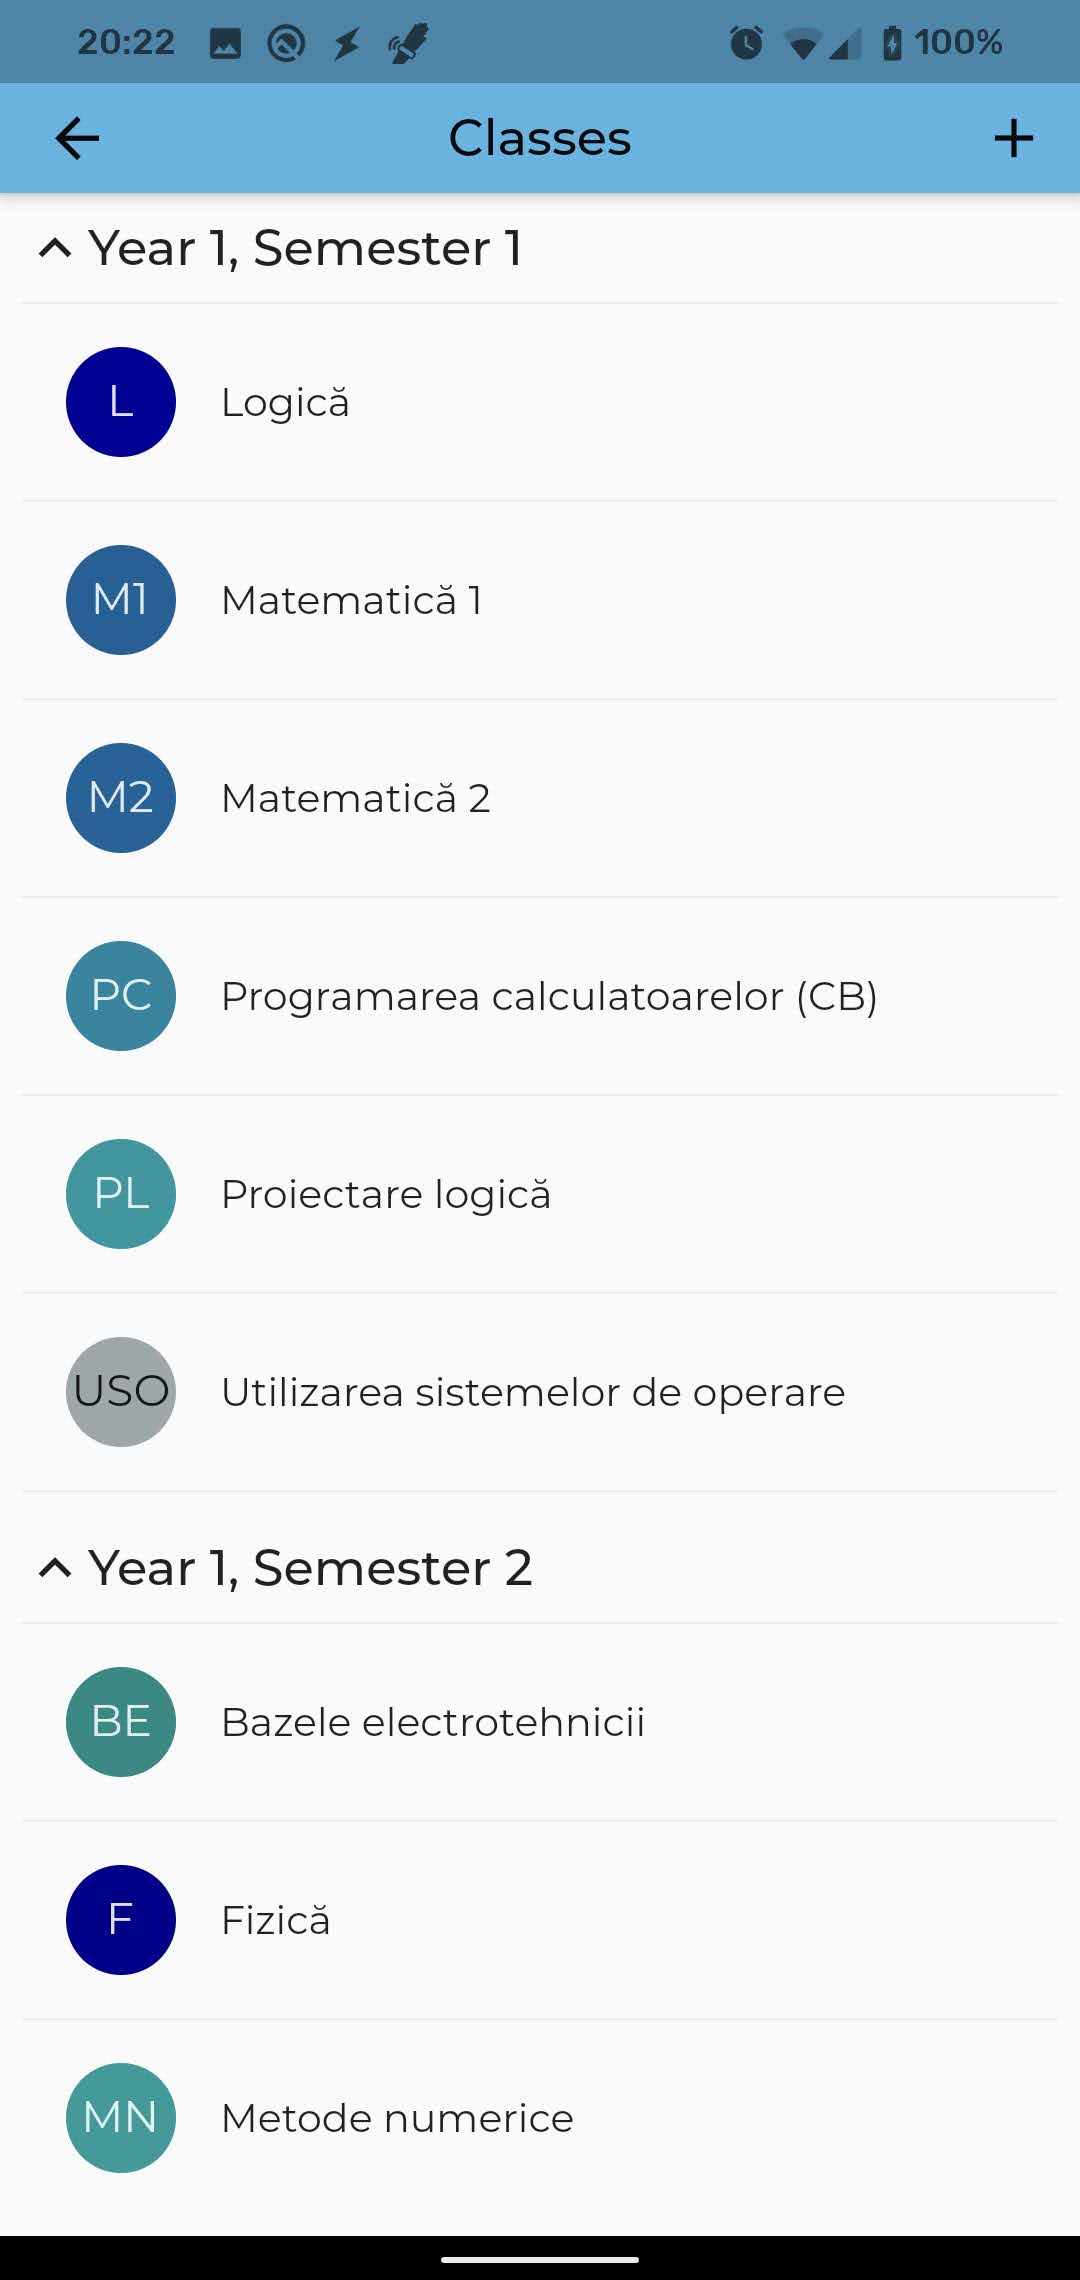 20:22 100%
Classes
Year 1, Semester 1
L Logică
M1 Matematică 1
M2 Matematică 2
PC Programarea calculatoarelor (CB)
PL Proiectare logică
USO Utilizarea sistemelor de operare
Year 1, Semester 2
BE Bazele electrotehnicii
F Fizică
MN Metode numerice